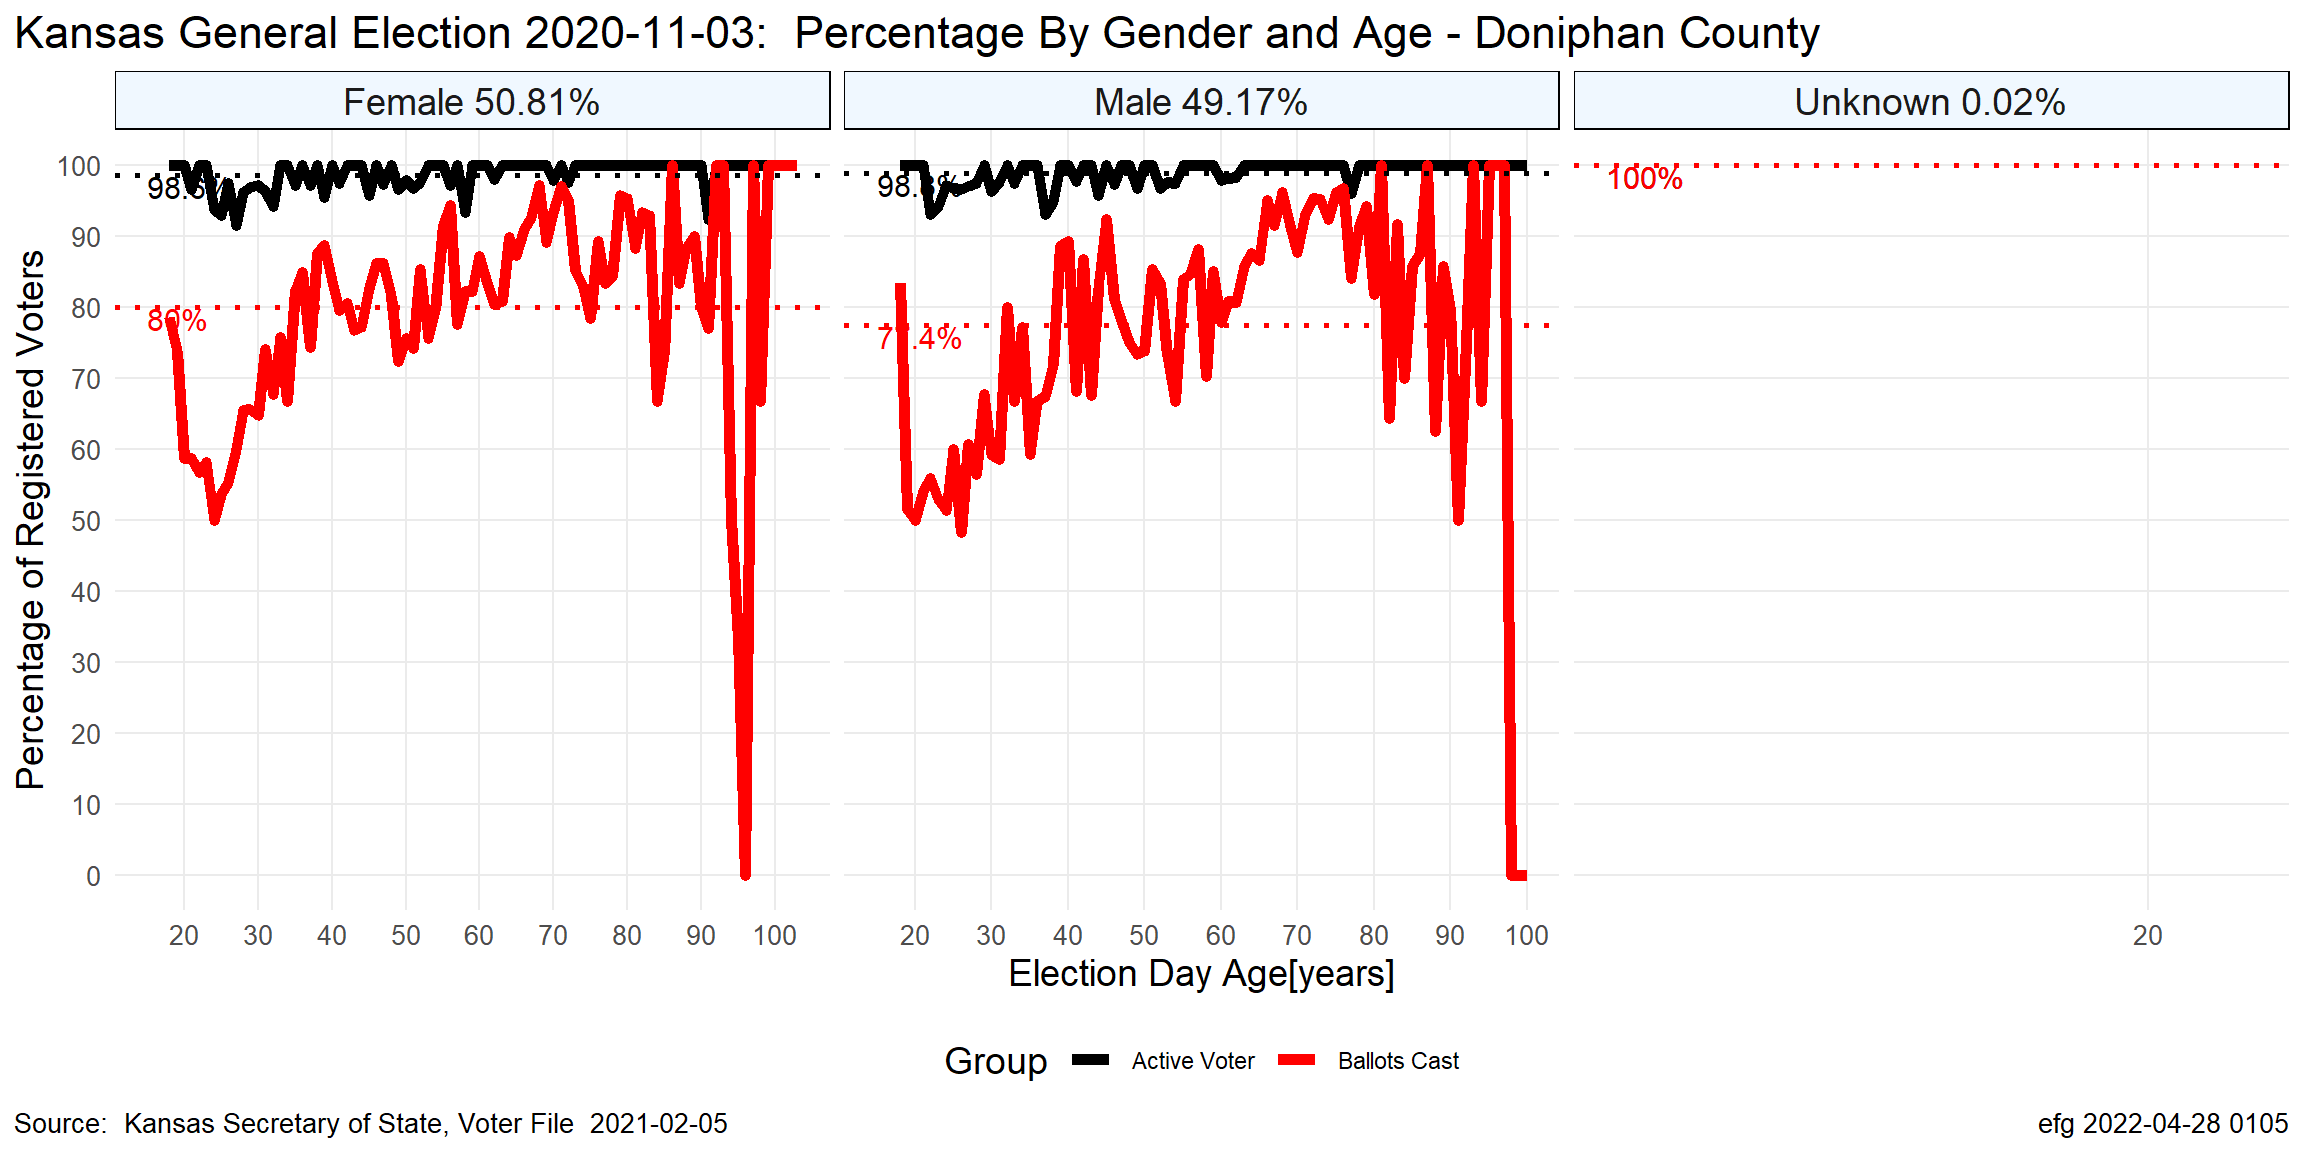 Kansas General Election 2020-11-03:  Percentage By Gender and Age - Doniphan County
Female 50.81%
Male 49.17%
Unknown 0.02%
Percentage of Registered Voters
100
90
80
70
60
50
40
30
20
10
0
80%
98.8%
100%
20 30 40 50 60 70 80 90 100
20 30 40 50 60 70 80 90 100
20
Election Day Age[years]
Group Active Voter Ballots Cast
Source:  Kansas Secretary of State, Voter File  2021-02-05
efg 2022-04-28 0105